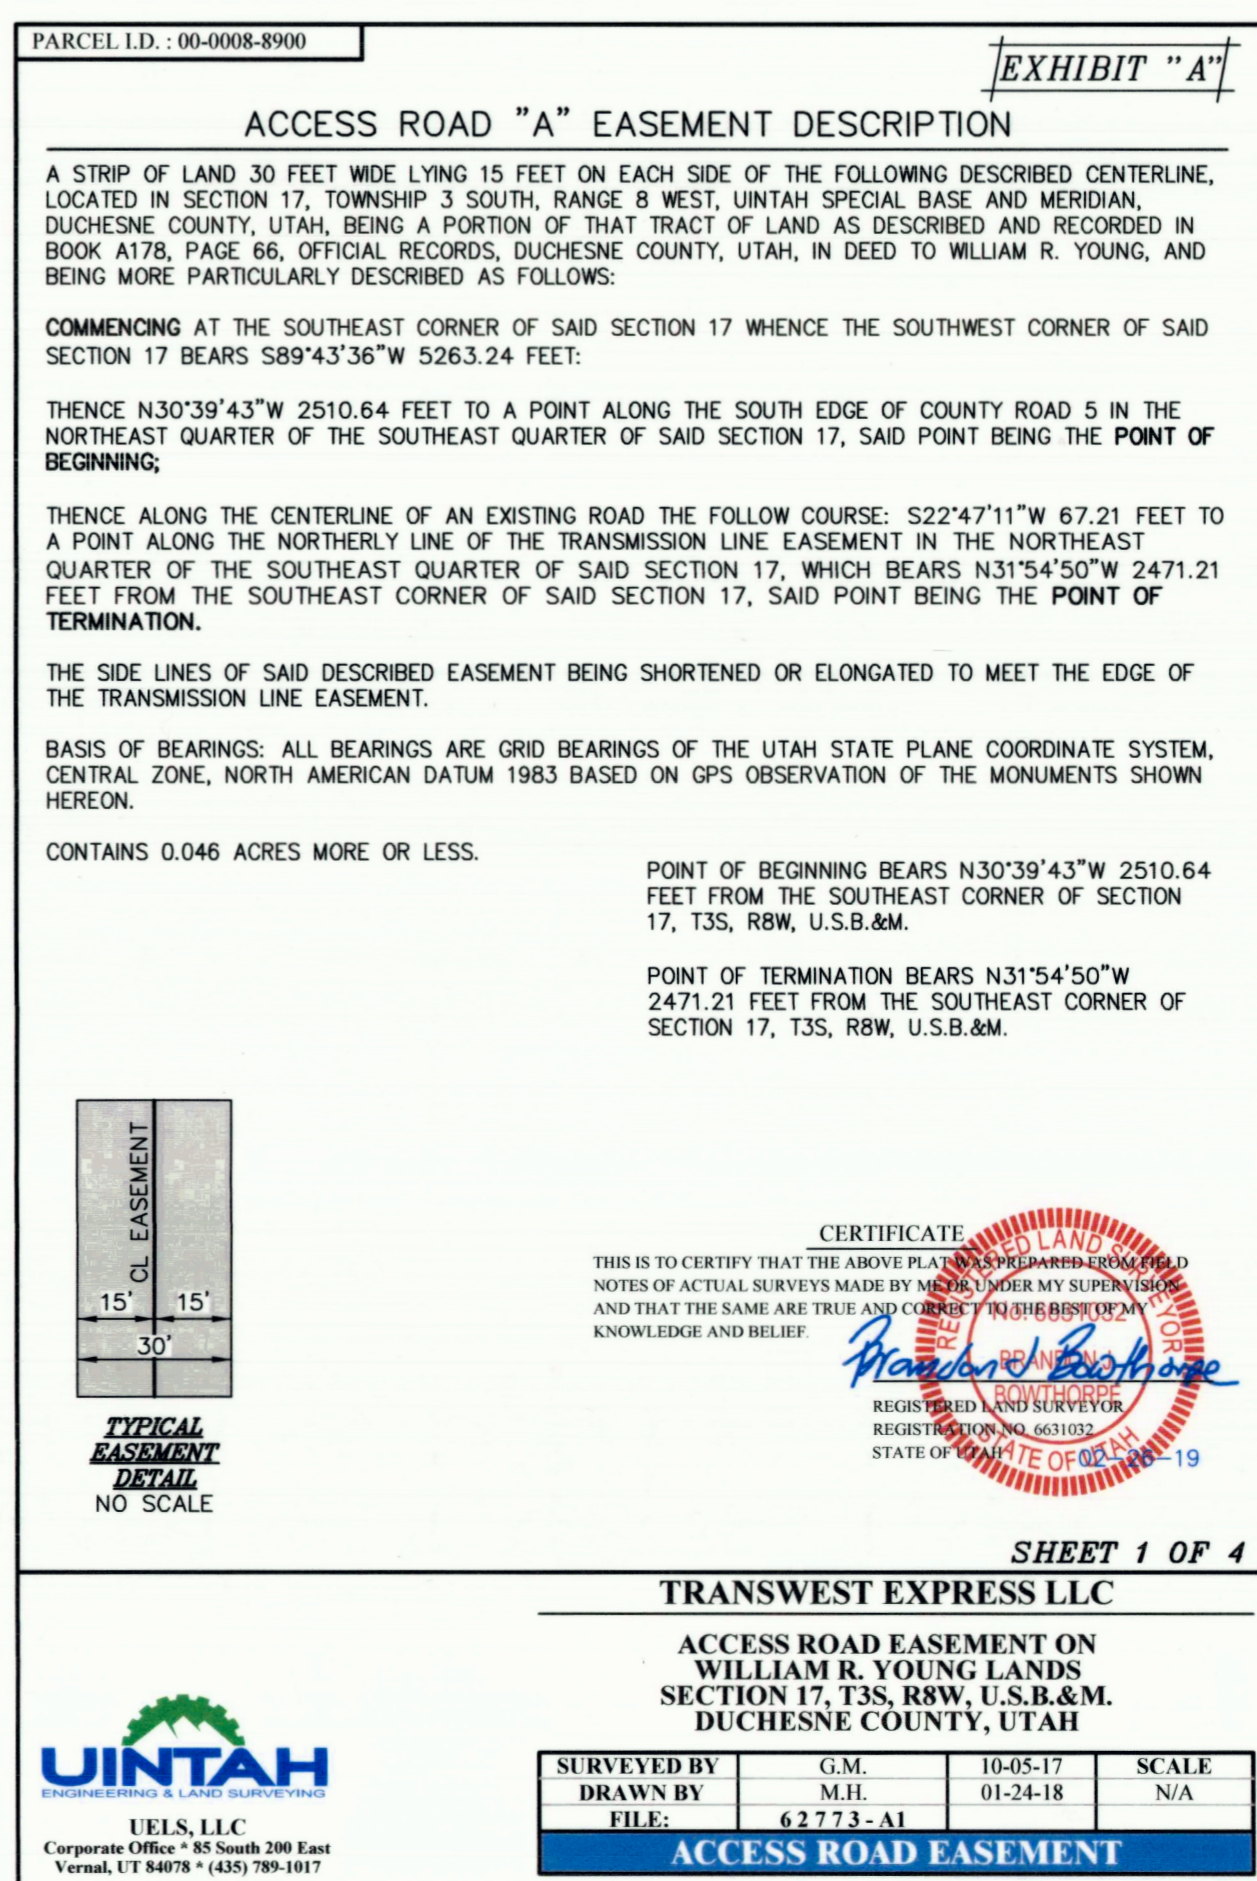 PARCEL I.D. : 00-0008-8900
EXHIBIT "A"
ACCESS ROAD "A" EASEMENT DESCRIPTION
A STRIP OF LAND 30 FEET WIDE LYING 15 FEET ON EACH SIDE OF THE FOLLOWING DESCRIBED CENTERLINE,
LOCATED IN SECTION 17, TOWNSHIP 3 SOUTH, RANGE 8 WEST, UINTAH SPECIAL BASE AND MERIDIAN,
DUCHESNE COUNTY, UTAH, BEING A PORTION OF THAT TRACT OF LAND AS DESCRIBED AND RECORDED IN
BOOK A178, PAGE 66, OFFICIAL RECORDS, DUCHESNE COUNTY, UTAH, IN DEED TO WILLIAM R. YOUNG, AND
BEING MORE PARTICULARLY DESCRIBED AS FOLLOWS:
COMMENCING AT THE SOUTHEAST CORNER OF SAID SECTION 17 WHENCE THE SOUTHWEST CORNER OF SAID
SECTION 17 BEARS S89°43'36"W 5263.24 FEET:
THENCE N30°39'43"W 2510.64 FEET TO A POINT ALONG THE SOUTH EDGE OF COUNTY ROAD 5 IN THE
NORTHEAST QUARTER OF THE SOUTHEAST QUARTER OF SAID SECTION 17, SAID POINT BEING THE POINT OF
BEGINNING;
THENCE ALONG THE CENTERLINE OF AN EXISTING ROAD THE FOLLOW COURSE: S22°47'11"W 67.21 FEET TO
A POINT ALONG THE NORTHERLY LINE OF THE TRANSMISSION LINE EASEMENT IN THE NORTHEAST
QUARTER OF THE SOUTHEAST QUARTER OF SAID SECTION 17, WHICH BEARS N31°54'50"W 2471.21
FEET FROM THE SOUTHEAST CORNER OF SAID SECTION 17, SAID POINT BEING THE POINT OF
TERMINATION.
THE SIDE LINES OF SAID DESCRIBED EASEMENT BEING SHORTENED OR ELONGATED TO MEET THE EDGE OF
THE TRANSMISSION LINE EASEMENT.
BASIS OF BEARINGS: ALL BEARINGS ARE GRID BEARINGS OF THE UTAH STATE PLANE COORDINATE SYSTEM,
CENTRAL ZONE, NORTH AMERICAN DATUM 1983 BASED ON GPS OBSERVATION OF THE MONUMENTS SHOWN
HEREON.
CONTAINS 0.046 ACRES MORE OR LESS.
POINT OF BEGINNING BEARS N30°39'43"W 2510.64
FEET FROM THE SOUTHEAST CORNER OF SECTION
17, T3S, R8W, U.S.B.&M.
POINT OF TERMINATION BEARS N31°54'50"W
2471.21 FEET FROM THE SOUTHEAST CORNER OF
SECTION 17, T3S, R8W, U.S.B.&M.
CL EASEMENT
15' 15'
30'
TYPICAL
EASEMENT
DETAIL
NO SCALE
CERTIFICATE
THIS IS TO CERTIFY THAT THE ABOVE PLAT WAS PREPARED FROM FIELD
NOTES OF ACTUAL SURVEYS MADE BY ME OR UNDER MY SUPERVISION
AND THAT THE SAME ARE TRUE AND CORRECT TO THE BEST OF MY
KNOWLEDGE AND BELIEF.
Brandon J Bowthorpe
REGISTERED LAND SURVEYOR
REGISTRATION NO. 6631032
STATE OF UTAH
REGISTERED LAND SURVEYOR
No. 6631032
BRANDON J.
BOWTHORPE
STATE OF UTAH
02-26-19
SHEET 1 OF 4
TRANSWEST EXPRESS LLC
ACCESS ROAD EASEMENT ON
WILLIAM R. YOUNG LANDS
SECTION 17, T3S, R8W, U.S.B.&M.
DUCHESNE COUNTY, UTAH
SURVEYED BY G.M. 10-05-17 SCALE
DRAWN BY M.H. 01-24-18 N/A
FILE: 62773-A1
ACCESS ROAD EASEMENT
UINTAH
ENGINEERING & LAND SURVEYING
UELS, LLC
Corporate Office * 85 South 200 East
Vernal, UT 84078 * (435) 789-1017